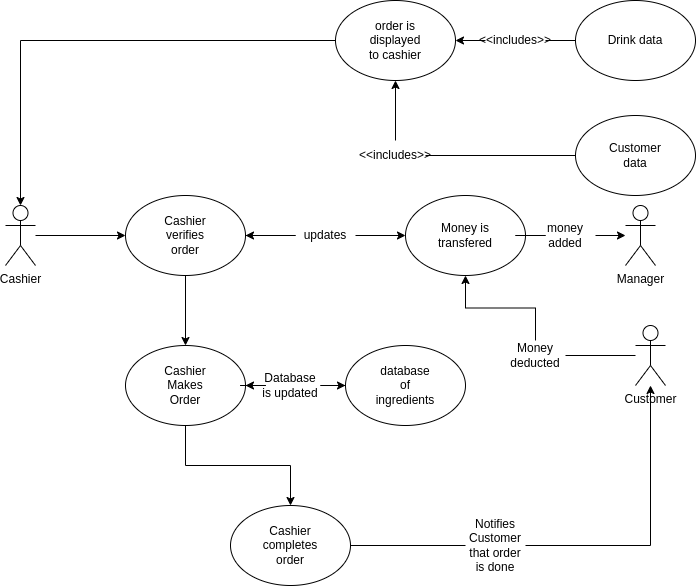 order is
displayed
to cashier
<<includes>>
Drink data
<<includes>>
Customer
data
Cashier
Cashier
verifies
order
updates
Money is
transfered
money
added
Manager
Money
deducted
Customer
Cashier
Makes
Order
Database
is updated
database
of
ingredients
Cashier
completes
order
Notifies
Customer
that order
is done